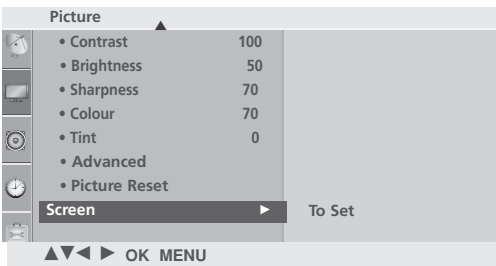 Picture
• Contrast 100
• Brightness 50
• Sharpness 70
• Colour 70
• Tint 0
• Advanced
• Picture Reset
Screen ► To Set
▲▼◄ ► OK MENU